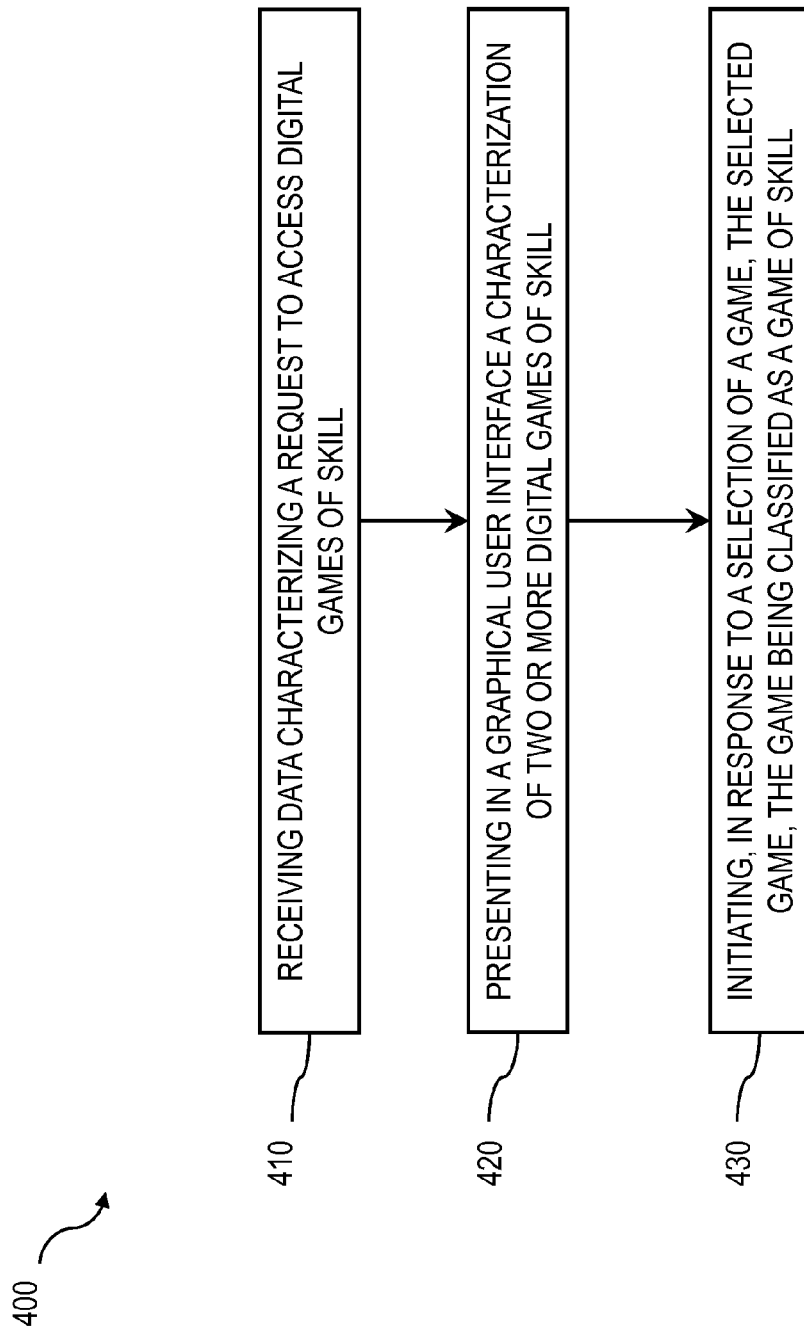 400
410
RECEIVING DATA CHARACTERIZING A REQUEST TO ACCESS DIGITAL
GAMES OF SKILL
420
PRESENTING IN A GRAPHICAL USER INTERFACE A CHARACTERIZATION
OF TWO OR MORE DIGITAL GAMES OF SKILL
430
INITIATING, IN RESPONSE TO A SELECTION OF A GAME, THE SELECTED
GAME, THE GAME BEING CLASSIFIED AS A GAME OF SKILL